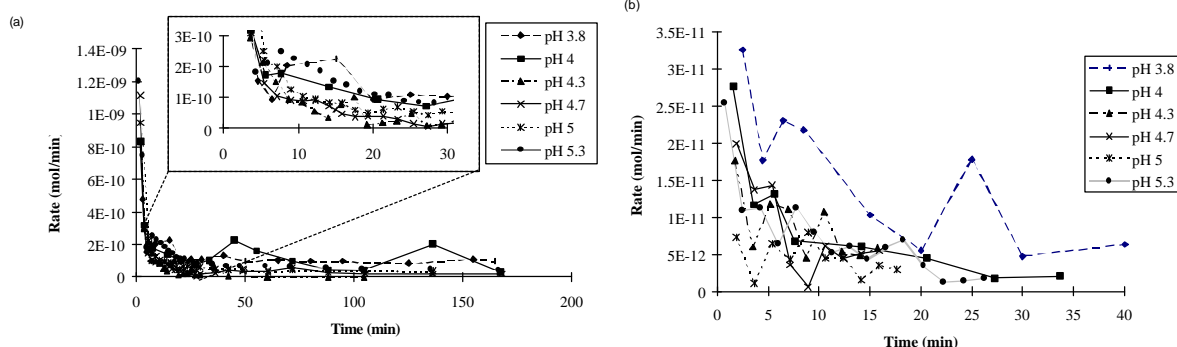 (a)
Rate (mol/min)
1.4E-09
1.2E-09
1E-09
8E-10
6E-10
4E-10
2E-10
0
0 50 100 150 200
Time (min)
3E-10
2E-10
1E-10
0
0 10 20 30
pH 3.8
pH 4
pH 4.3
pH 4.7
pH 5
pH 5.3
(b)
Rate (mol/min)
3.5E-11
3E-11
2.5E-11
2E-11
1.5E-11
1E-11
5E-12
0
0 5 10 15 20 25 30 35 40
Time (min)
pH 3.8
pH 4
pH 4.3
pH 4.7
pH 5
pH 5.3